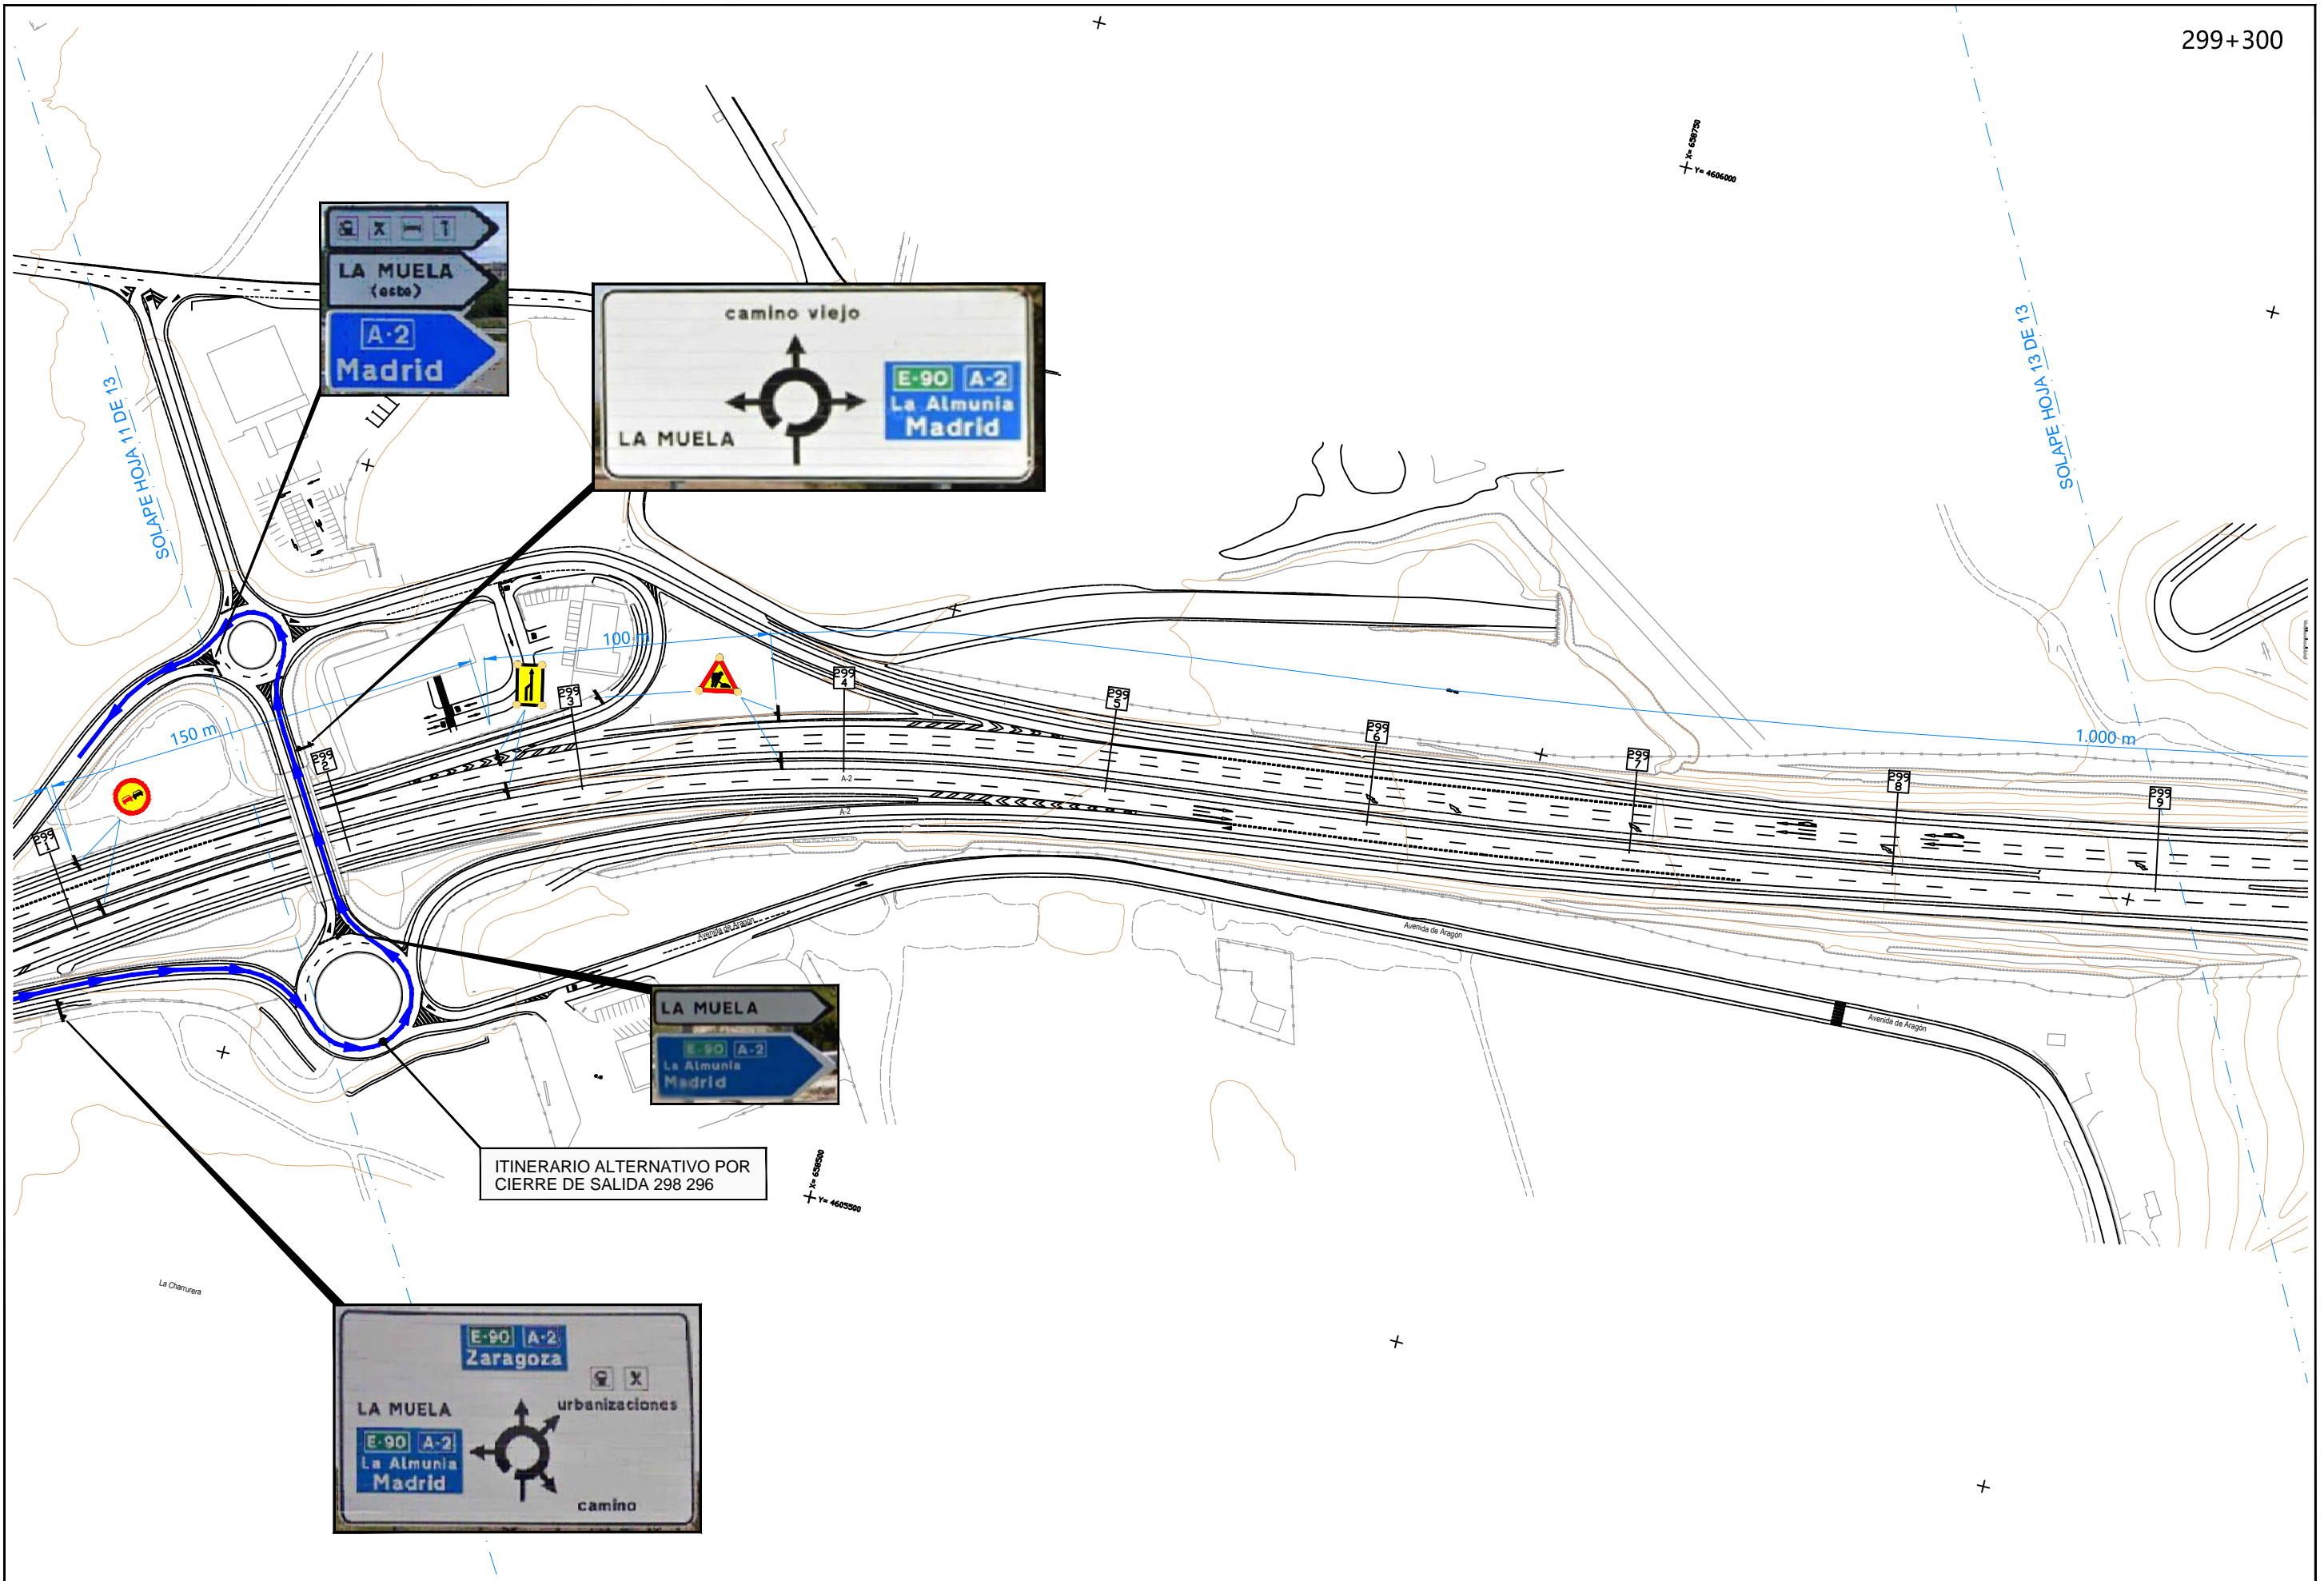 299+300
X= 658750
Y= 4606000
LA MUELA
(este)
A-2
Madrid
camino viejo
E-90 A-2
La Almunia
Madrid
LA MUELA
SOLAPE HOJA 11 DE 13
SOLAPE HOJA 13 DE 13
100 m
150 m
1.000 m
299
1
299
2
299
3
299
4
299
5
299
6
299
7
299
8
299
9
A-2
A-2
Avenida de Aragón
Avenida de Aragón
Avenida de Aragón
LA MUELA
E-90 A-2
La Almunia
Madrid
ITINERARIO ALTERNATIVO POR
CIERRE DE SALIDA 298 296
X= 658500
Y= 4605500
La Charrurera
E-90 A-2
Zaragoza
urbanizaciones
LA MUELA
E-90 A-2
La Almunia
Madrid
camino